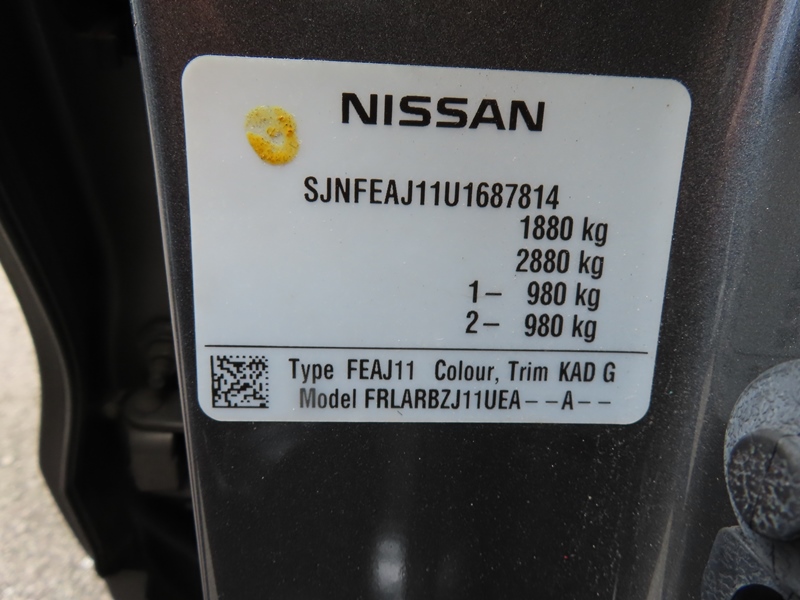 NISSAN
SJNFEAJ11U1687814
1880 kg
2880 kg
1– 980 kg
2– 980 kg
Type FEAJ11 Colour, Trim KAD G
Model FRLARBZJ11UEA––A––